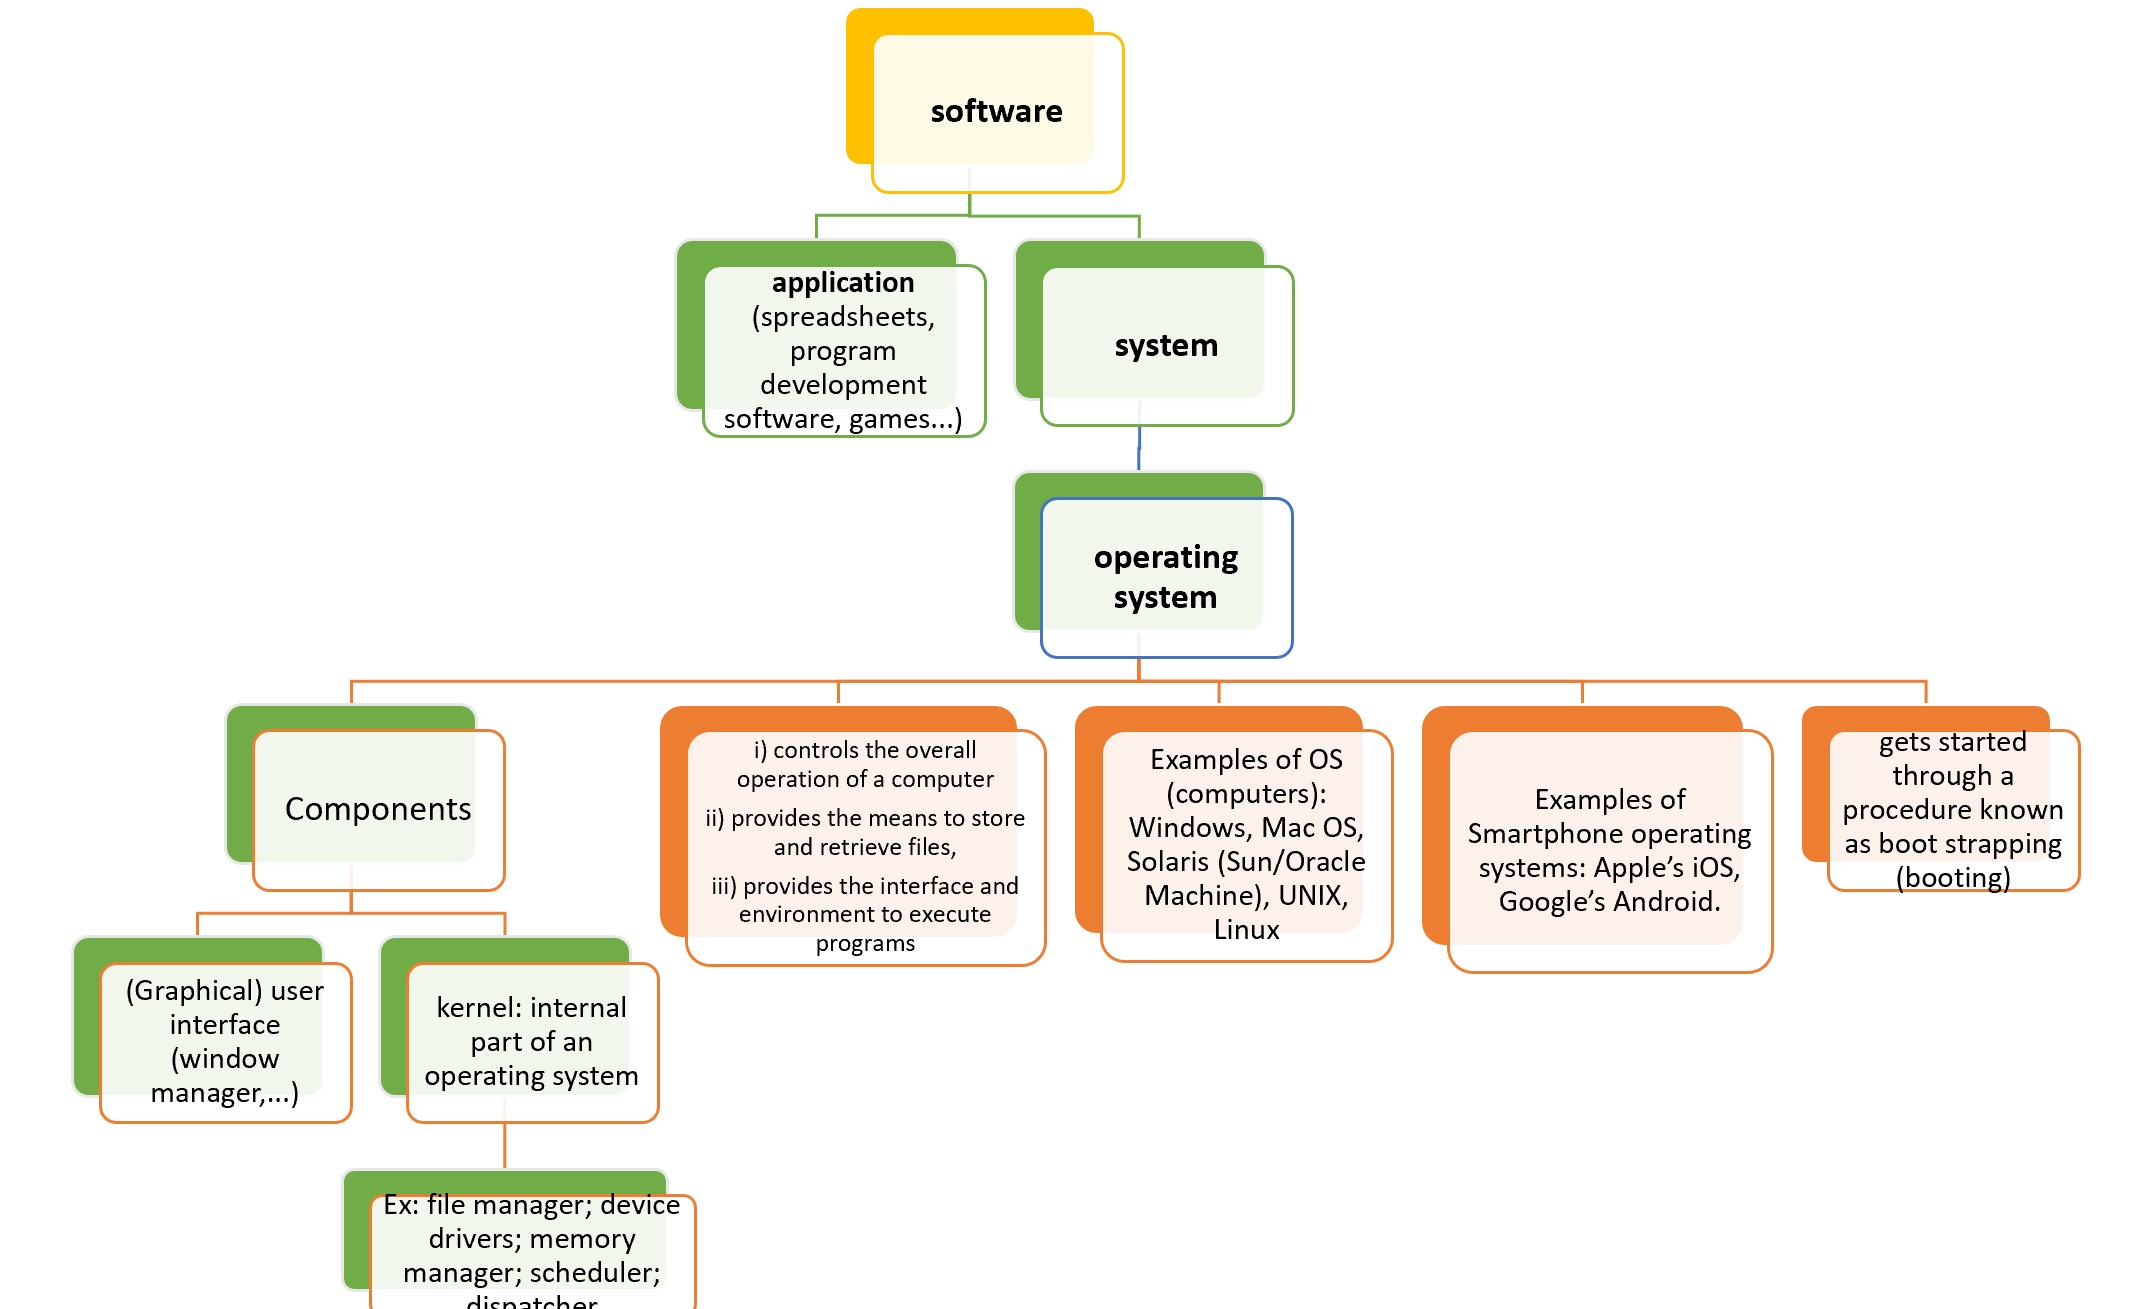 software
application
(spreadsheets,
program
development
software, games...)
system
operating
system
Components
i) controls the overall
operation of a computer
ii) provides the means to store
and retrieve files,
iii) provides the interface and
environment to execute
programs
Examples of OS
(computers):
Windows, Mac OS,
Solaris (Sun/Oracle
Machine), UNIX,
Linux
Examples of
Smartphone operating
systems: Apple’s iOS,
Google’s Android.
gets started
through a
procedure known
as boot strapping
(booting)
(Graphical) user
interface
(window
manager,...)
kernel: internal
part of an
operating system
Ex: file manager; device
drivers; memory
manager; scheduler;
dispatcher